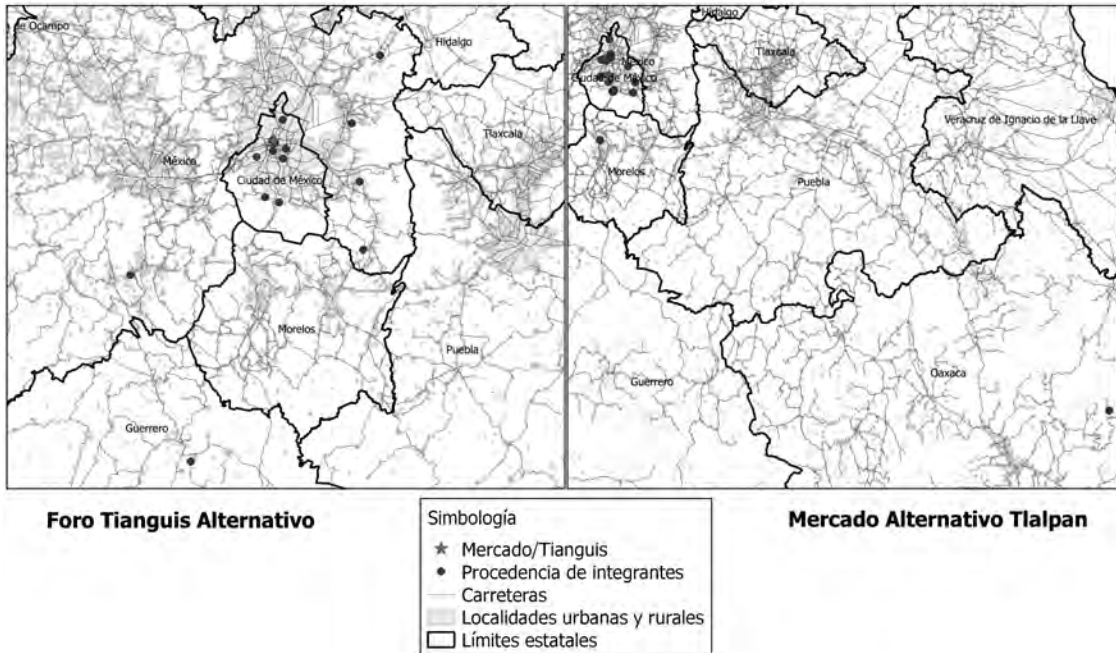 de Ocampo
Hidalgo
Tlaxcala
México
Ciudad de México
Morelos
Puebla
Guerrero
Hidalgo
Tlaxcala
México
Ciudad de México
Veracruz de Ignacio de la Llave
Morelos
Puebla
Guerrero
Oaxaca
Foro Tianguis Alternativo
Mercado Alternativo Tlalpan
Simbología
Mercado/Tianguis
Procedencia de integrantes
Carreteras
Localidades urbanas y rurales
Límites estatales